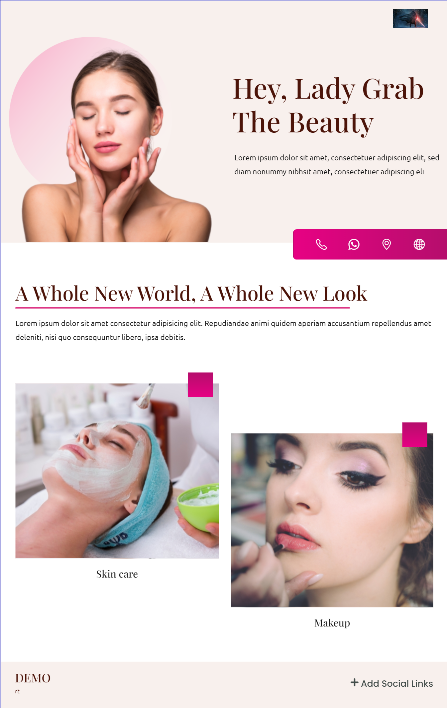 Hey, Lady Grab
The Beauty
Lorem ipsum dolor sit amet, consectetuer adipiscing elit, sed
diam nonummy nibhsit amet, consectetuer adipiscing eli
A Whole New World, A Whole New Look
Lorem ipsum dolor sit amet consectetur adipisicing elit. Repudiandae animi quidem aperiam accusantium repellendus amet
deleniti, nisi quo consequuntur libero, ipsa debitis.
Skin care
Makeup
DEMO
+ Add Social Links